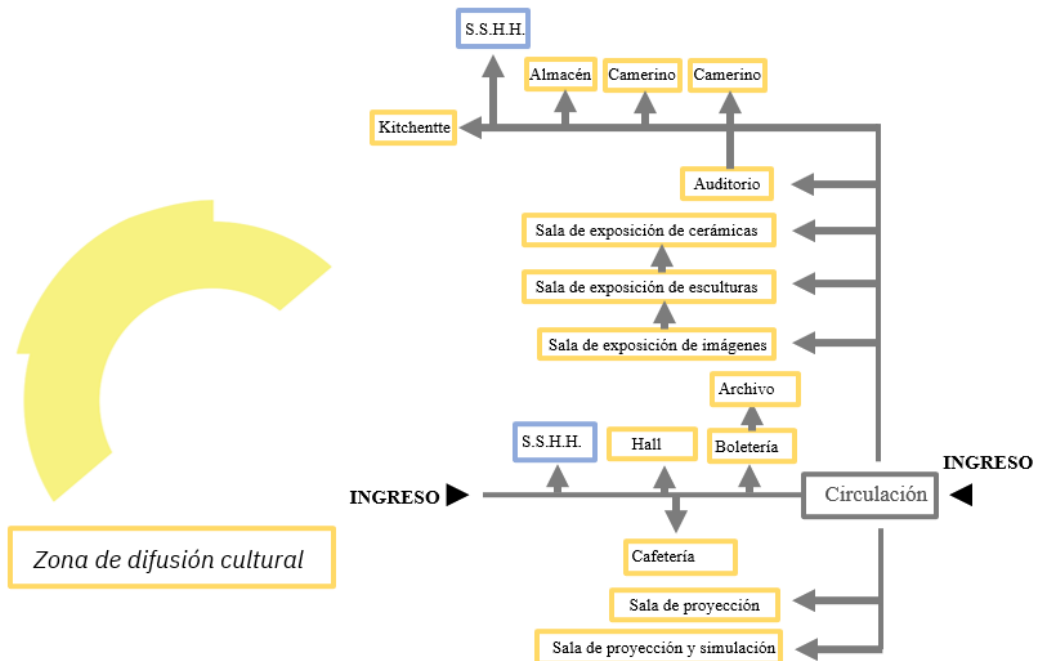 S.S.H.H.
Almacén
Camerino
Camerino
Kitchentte
Auditorio
Sala de exposición de cerámicas
Sala de exposición de esculturas
Sala de exposición de imágenes
Archivo
S.S.H.H.
Hall
Boletería
INGRESO
INGRESO
Circulación
Zona de difusión cultural
Cafetería
Sala de proyección
Sala de proyección y simulación